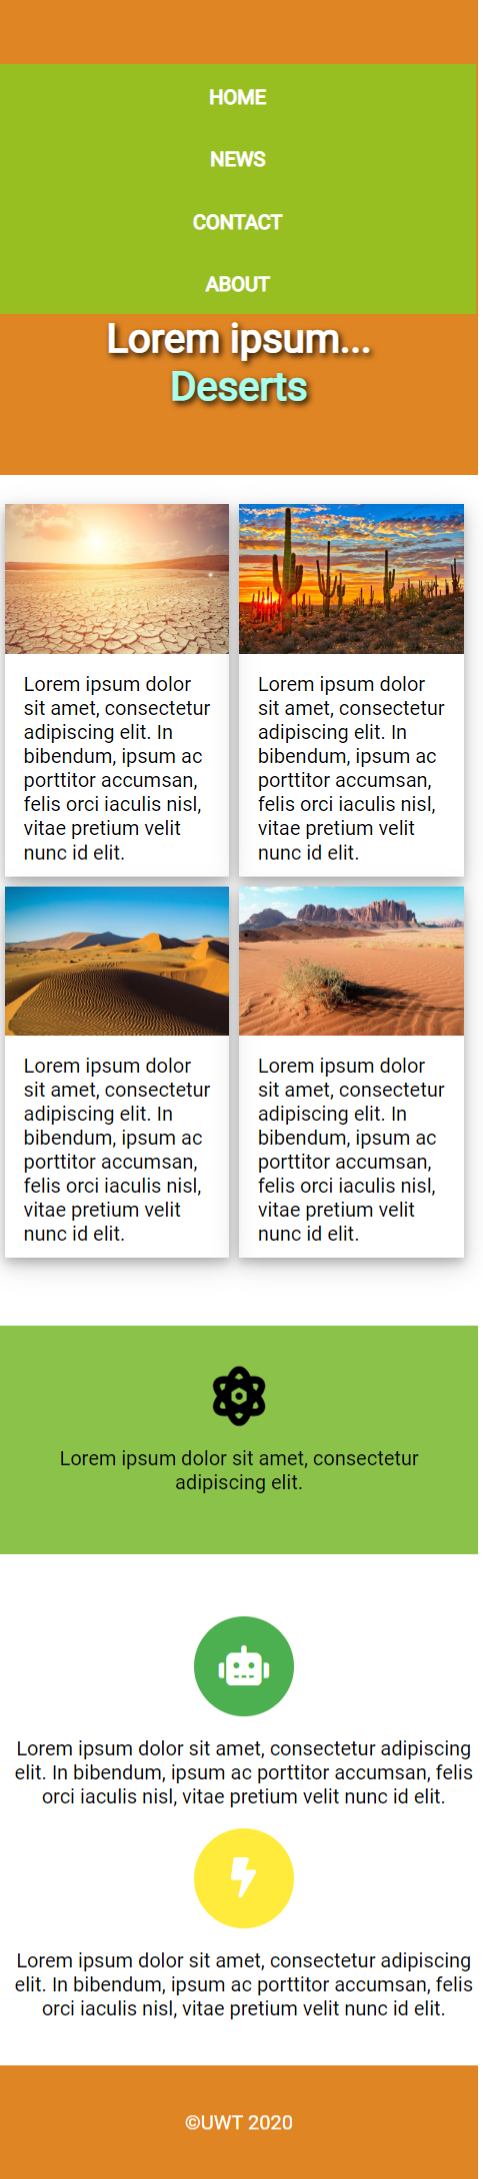 HOME
NEWS
CONTACT
ABOUT
Lorem ipsum...
Deserts
Lorem ipsum dolor
sit amet, consectetur
adipiscing elit. In
bibendum, ipsum ac
porttitor accumsan,
felis orci iaculis nisl,
vitae pretium velit
nunc id elit.
Lorem ipsum dolor
sit amet, consectetur
adipiscing elit. In
bibendum, ipsum ac
porttitor accumsan,
felis orci iaculis nisl,
vitae pretium velit
nunc id elit.
Lorem ipsum dolor
sit amet, consectetur
adipiscing elit. In
bibendum, ipsum ac
porttitor accumsan,
felis orci iaculis nisl,
vitae pretium velit
nunc id elit.
Lorem ipsum dolor
sit amet, consectetur
adipiscing elit. In
bibendum, ipsum ac
porttitor accumsan,
felis orci iaculis nisl,
vitae pretium velit
nunc id elit.
Lorem ipsum dolor sit amet, consectetur
adipiscing elit.
Lorem ipsum dolor sit amet, consectetur adipiscing
elit. In bibendum, ipsum ac porttitor accumsan, felis
orci iaculis nisl, vitae pretium velit nunc id elit.
Lorem ipsum dolor sit amet, consectetur adipiscing
elit. In bibendum, ipsum ac porttitor accumsan, felis
orci iaculis nisl, vitae pretium velit nunc id elit.
©UWT 2020